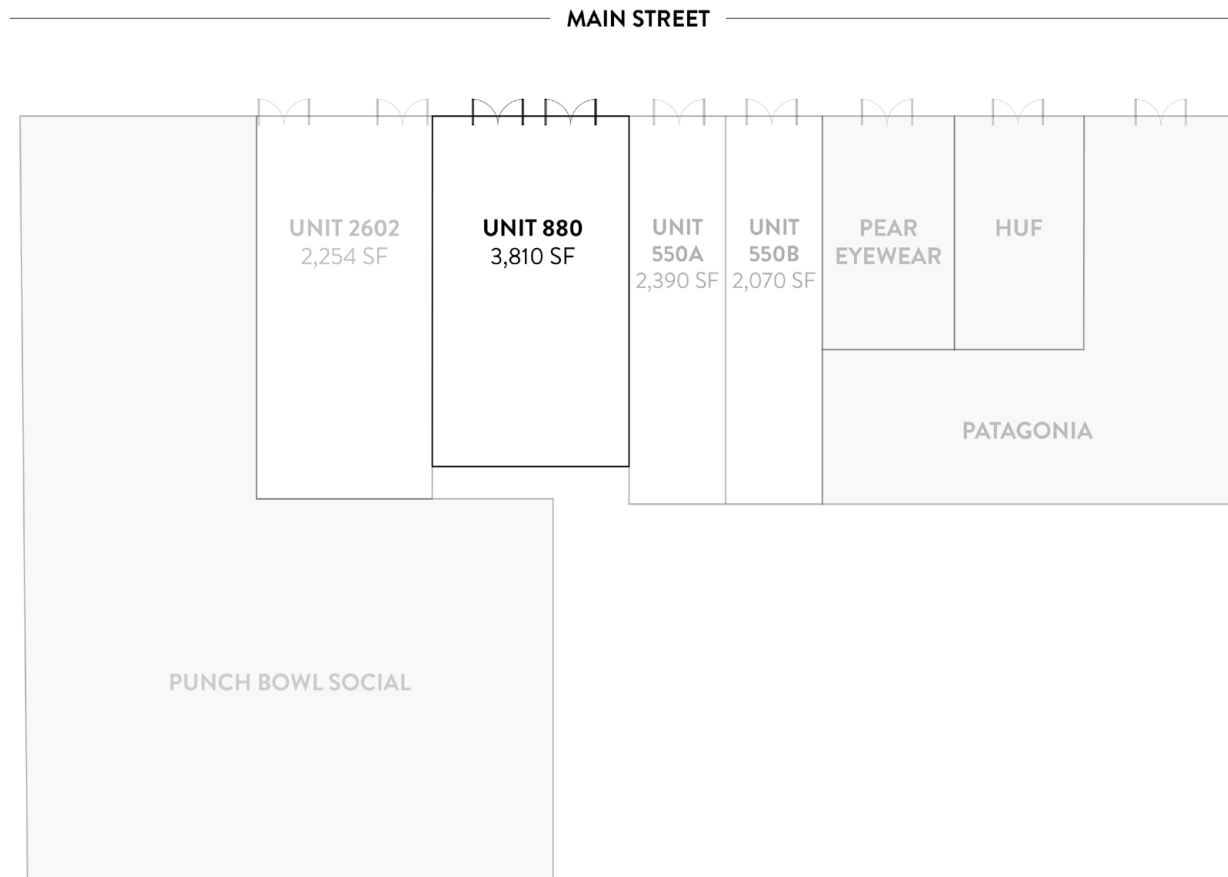 MAIN STREET
UNIT 2602
2,254 SF
UNIT 880
3,810 SF
UNIT
550A
2,390 SF
UNIT
550B
2,070 SF
PEAR
EYEWEAR
HUF
PATAGONIA
PUNCH BOWL SOCIAL